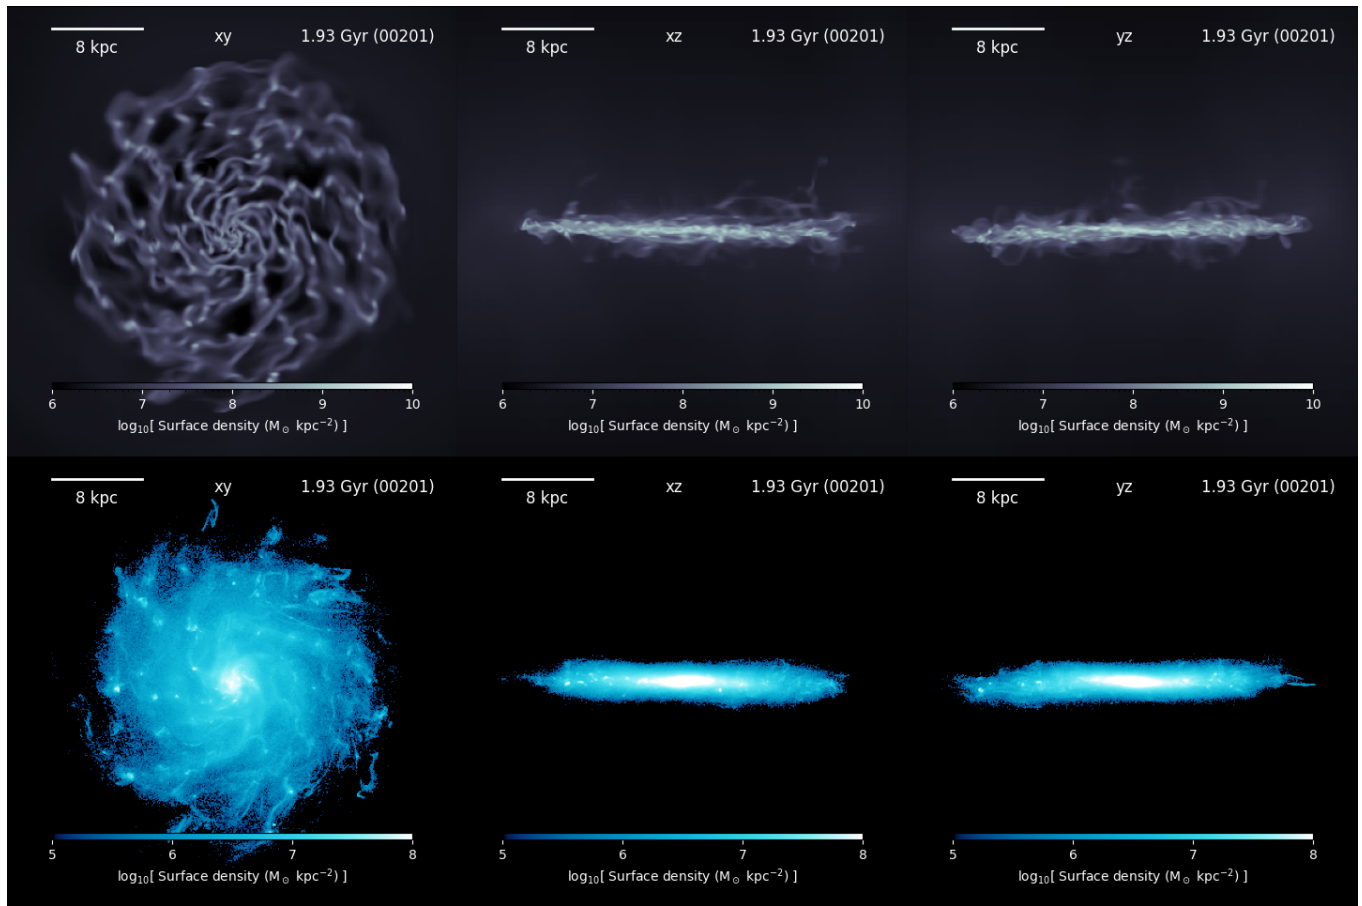 8 kpc xy 1.93 Gyr (00201)
8 kpc xz 1.93 Gyr (00201)
8 kpc yz 1.93 Gyr (00201)
6 7 8 9 10
log₁₀[ Surface density (M⊙ kpc⁻²) ]
6 7 8 9 10
log₁₀[ Surface density (M⊙ kpc⁻²) ]
6 7 8 9 10
log₁₀[ Surface density (M⊙ kpc⁻²) ]
8 kpc xy 1.93 Gyr (00201)
8 kpc xz 1.93 Gyr (00201)
8 kpc yz 1.93 Gyr (00201)
5 6 7 8
log₁₀[ Surface density (M⊙ kpc⁻²) ]
5 6 7 8
log₁₀[ Surface density (M⊙ kpc⁻²) ]
5 6 7 8
log₁₀[ Surface density (M⊙ kpc⁻²) ]